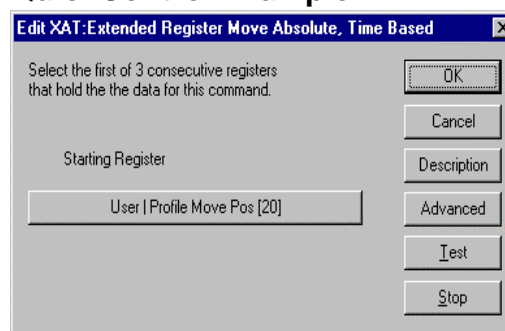 Edit XAT:Extended Register Move Absolute, Time Based
Select the first of 3 consecutive registers
that hold the the data for this command.
Starting Register
User | Profile Move Pos [20]
OK
Cancel
Description
Advanced
Test
Stop